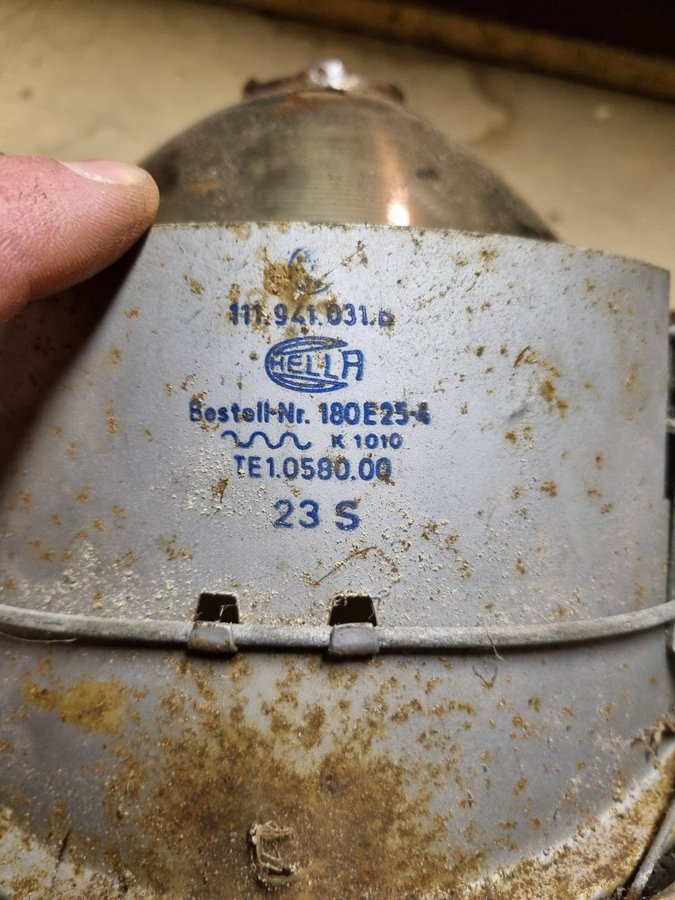 111.941.031.b
HELLA
Bestell-Nr. 180E25-4
K 1010
TE1.0580.00
23 S